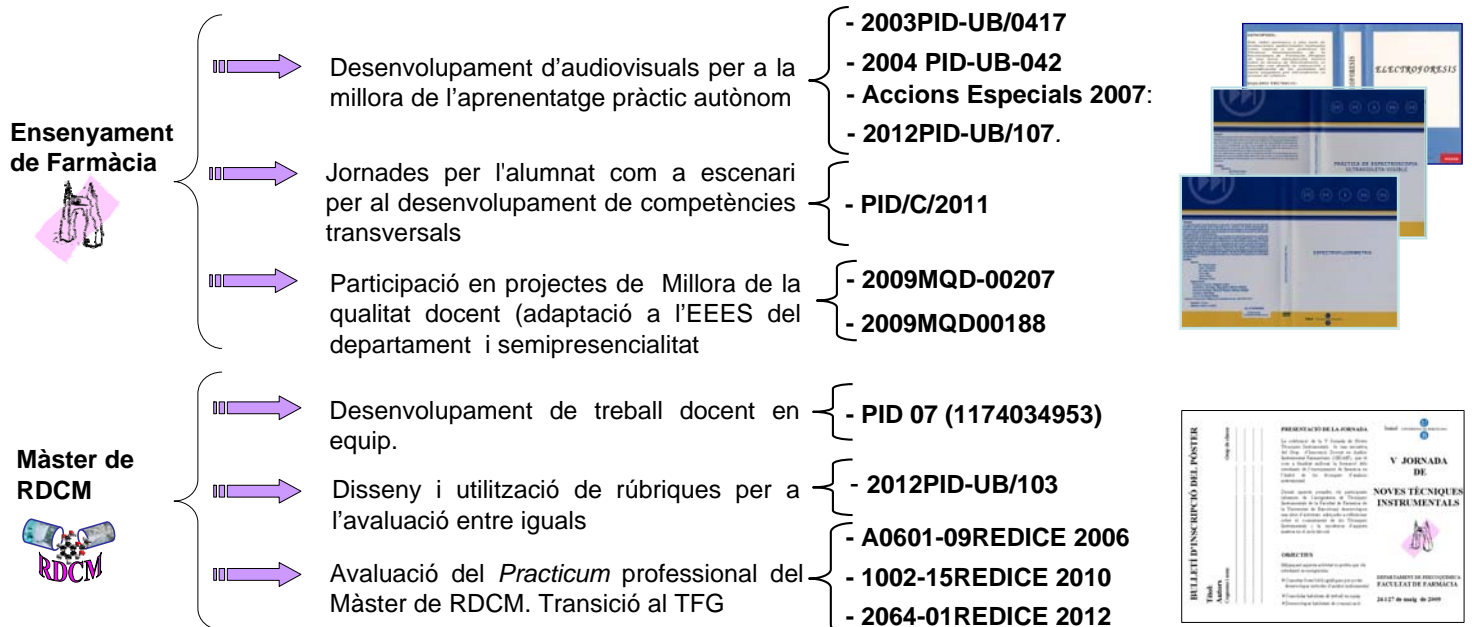 Ensenyament
de Farmàcia
Desenvolupament d'audiovisuals per a la
millora de l'aprenentatge pràctic autònom
- 2003PID-UB/0417
- 2004 PID-UB-042
- Accions Especials 2007:
- 2012PID-UB/107.
Jornades per l'alumnat com a escenari
per al desenvolupament de competències
transversals
- PID/C/2011
Participació en projectes de Millora de la
qualitat docent (adaptació a l'EEES del
departament i semipresencialitat
- 2009MQD-00207
- 2009MQD00188
Màster de
RDCM
RDCM
Desenvolupament de treball docent en
equip.
- PID 07 (1174034953)
Disseny i utilització de rúbriques per a
l'avaluació entre iguals
- 2012PID-UB/103
Avaluació del Practicum professional del
Màster de RDCM. Transició al TFG
- A0601-09REDICE 2006
- 1002-15REDICE 2010
- 2064-01REDICE 2012
ELECTROFORESIS
PRÁCTICA DE ESPECTROSCOPIA
ULTRAVIOLETA-VISIBLE
ESPECTROFLUORIMETRIA
BULLETÍ D'INSCRIPCIÓ DEL PÒSTER
Títol:
Autors
PRESENTACIÓ DE LA JORNADA
OBJECTIUS
V JORNADA
DE
NOVES TÈCNIQUES
INSTRUMENTALS
DEPARTAMENT DE FISICOQUÍMICA
FACULTAT DE FARMÀCIA
26 i 27 de maig de 2009